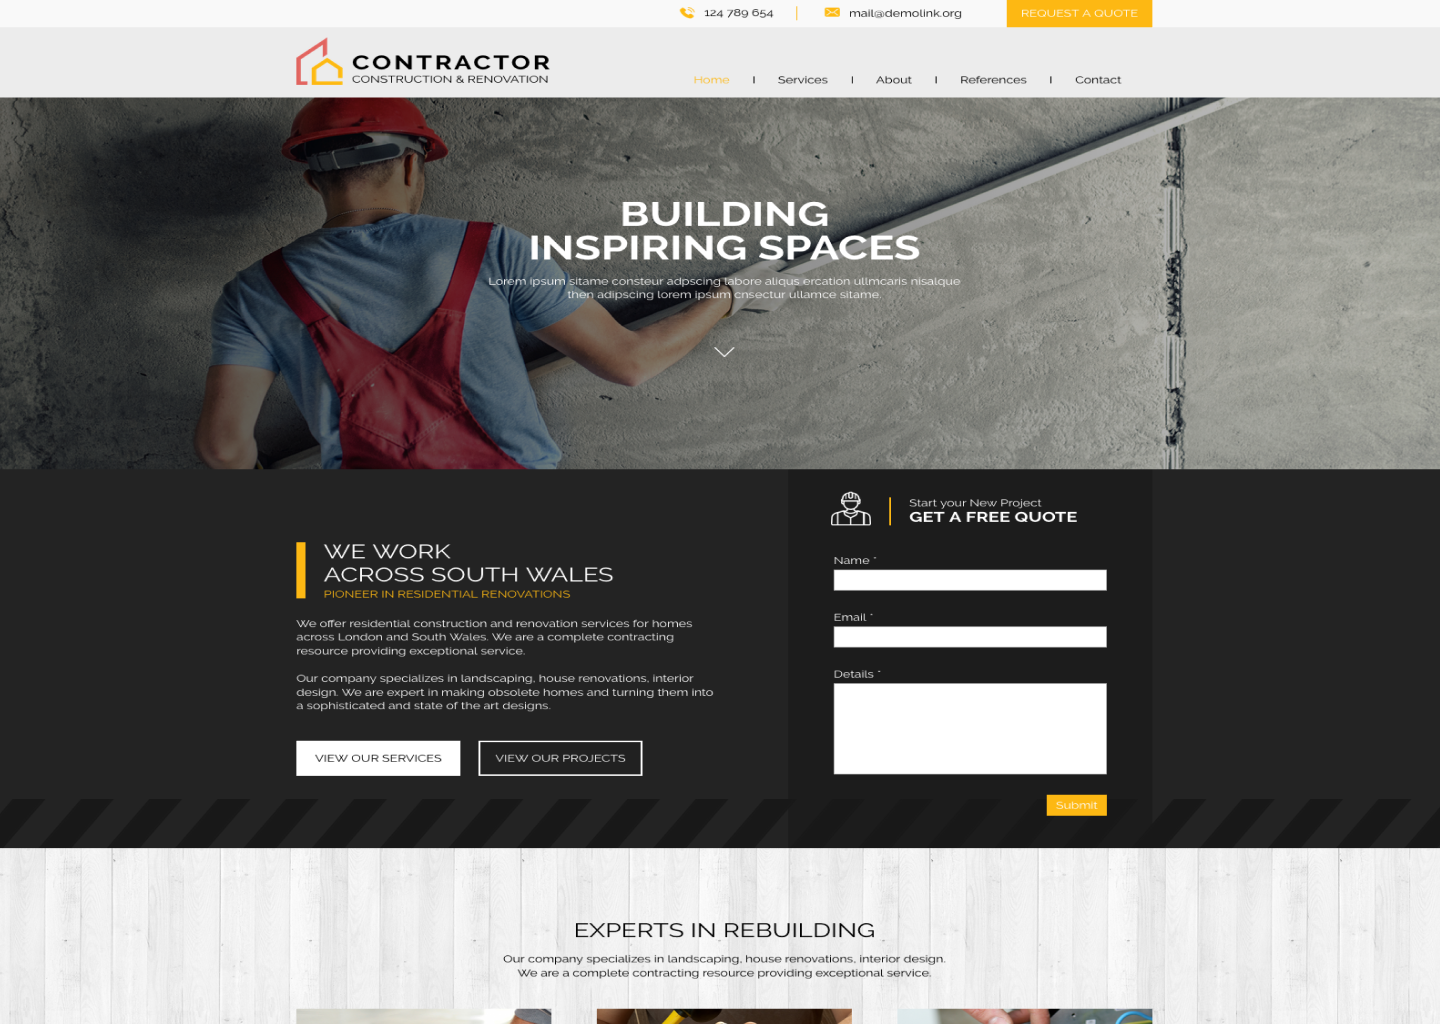 124 789 654
mail@demolink.org
REQUEST A QUOTE
CONTRACTOR
CONSTRUCTION & RENOVATION
Home
Services
About
References
Contact
BUILDING
INSPIRING SPACES
Lorem ipsum sitame consteur adpscing labore aliqus ercation ullmcaris nisalque
then adipscing lorem ipsum cnsectur ullamce sitame.
WE WORK
ACROSS SOUTH WALES
PIONEER IN RESIDENTIAL RENOVATIONS
We offer residential construction and renovation services for homes
across London and South Wales. We are a complete contracting
resource providing exceptional service.
Our company specializes in landscaping, house renovations, interior
design. We are expert in making obsolete homes and turning them into
a sophisticated and state of the art designs.
VIEW OUR SERVICES
VIEW OUR PROJECTS
Start your New Project
GET A FREE QUOTE
Name *
Email *
Details *
Submit
EXPERTS IN REBUILDING
Our company specializes in landscaping, house renovations, interior design.
We are a complete contracting resource providing exceptional service.